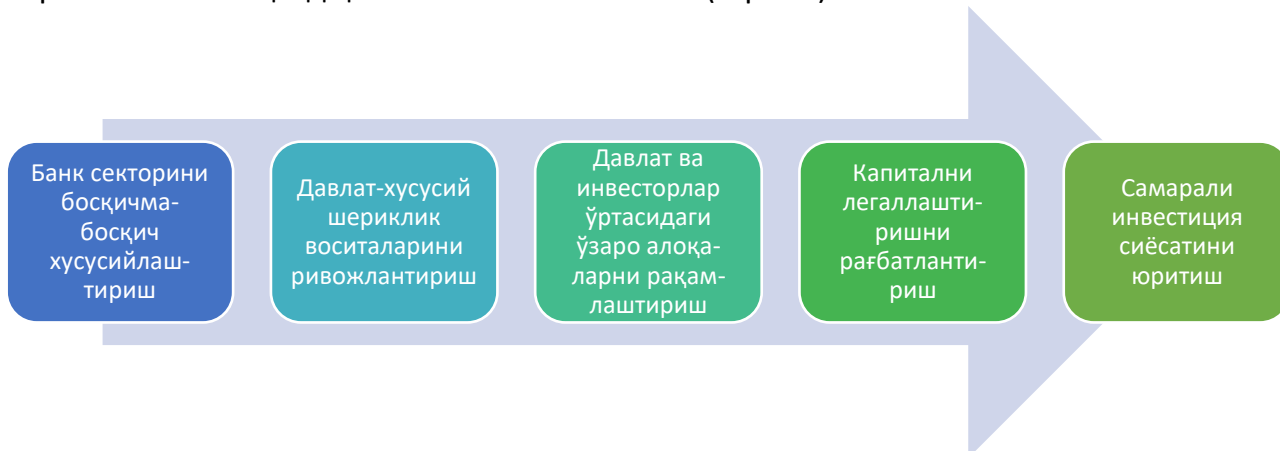 Банк секторини
босқичма-
босқич
хусусийлаш-
тириш
Давлат-хусусий
шериклик
воситаларини
ривожлантириш
Давлат ва
инвесторлар
ўртасидаги
ўзаро алоқа-
ларни рақам-
лаштириш
Капитални
легаллашти-
ришни
рағбатланти-
риш
Самарали
инвестиция
сиёсатини
юритиш